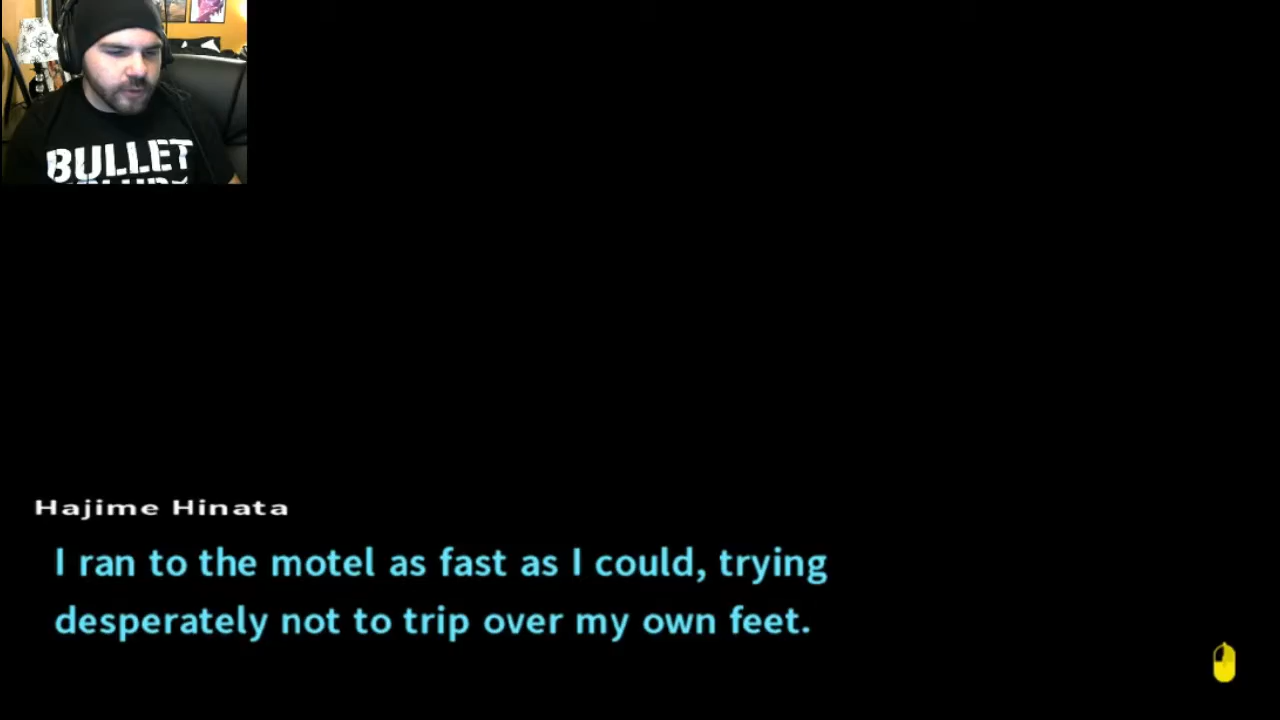 BULLET
Hajime Hinata
I ran to the motel as fast as I could, trying
desperately not to trip over my own feet.